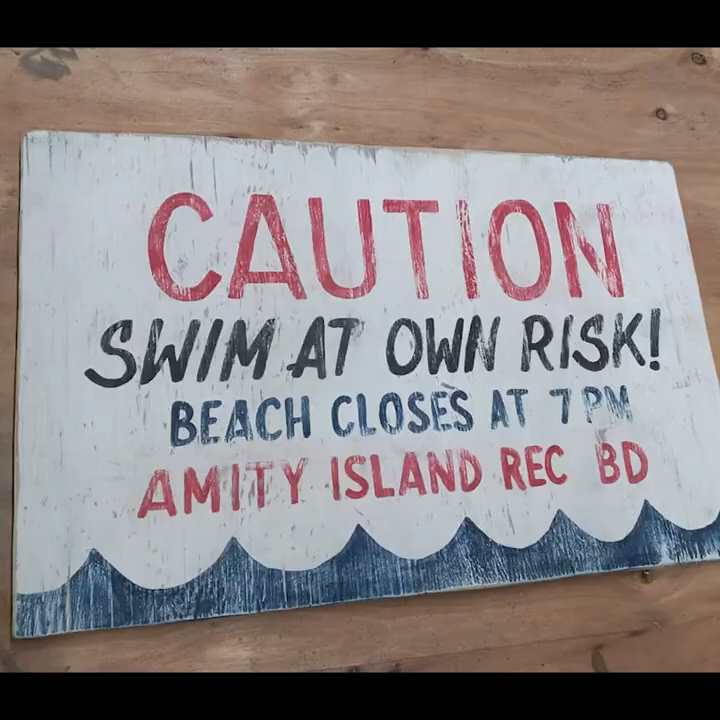 CAUTION
SWIM AT OWN RISK!
BEACH CLOSES AT 7 PM
AMITY ISLAND REC BD